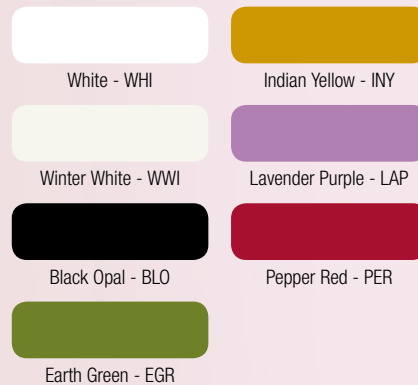 White - WHI
Indian Yellow - INY
Winter White - WWI
Lavender Purple - LAP
Black Opal - BLO
Pepper Red - PER
Earth Green - EGR